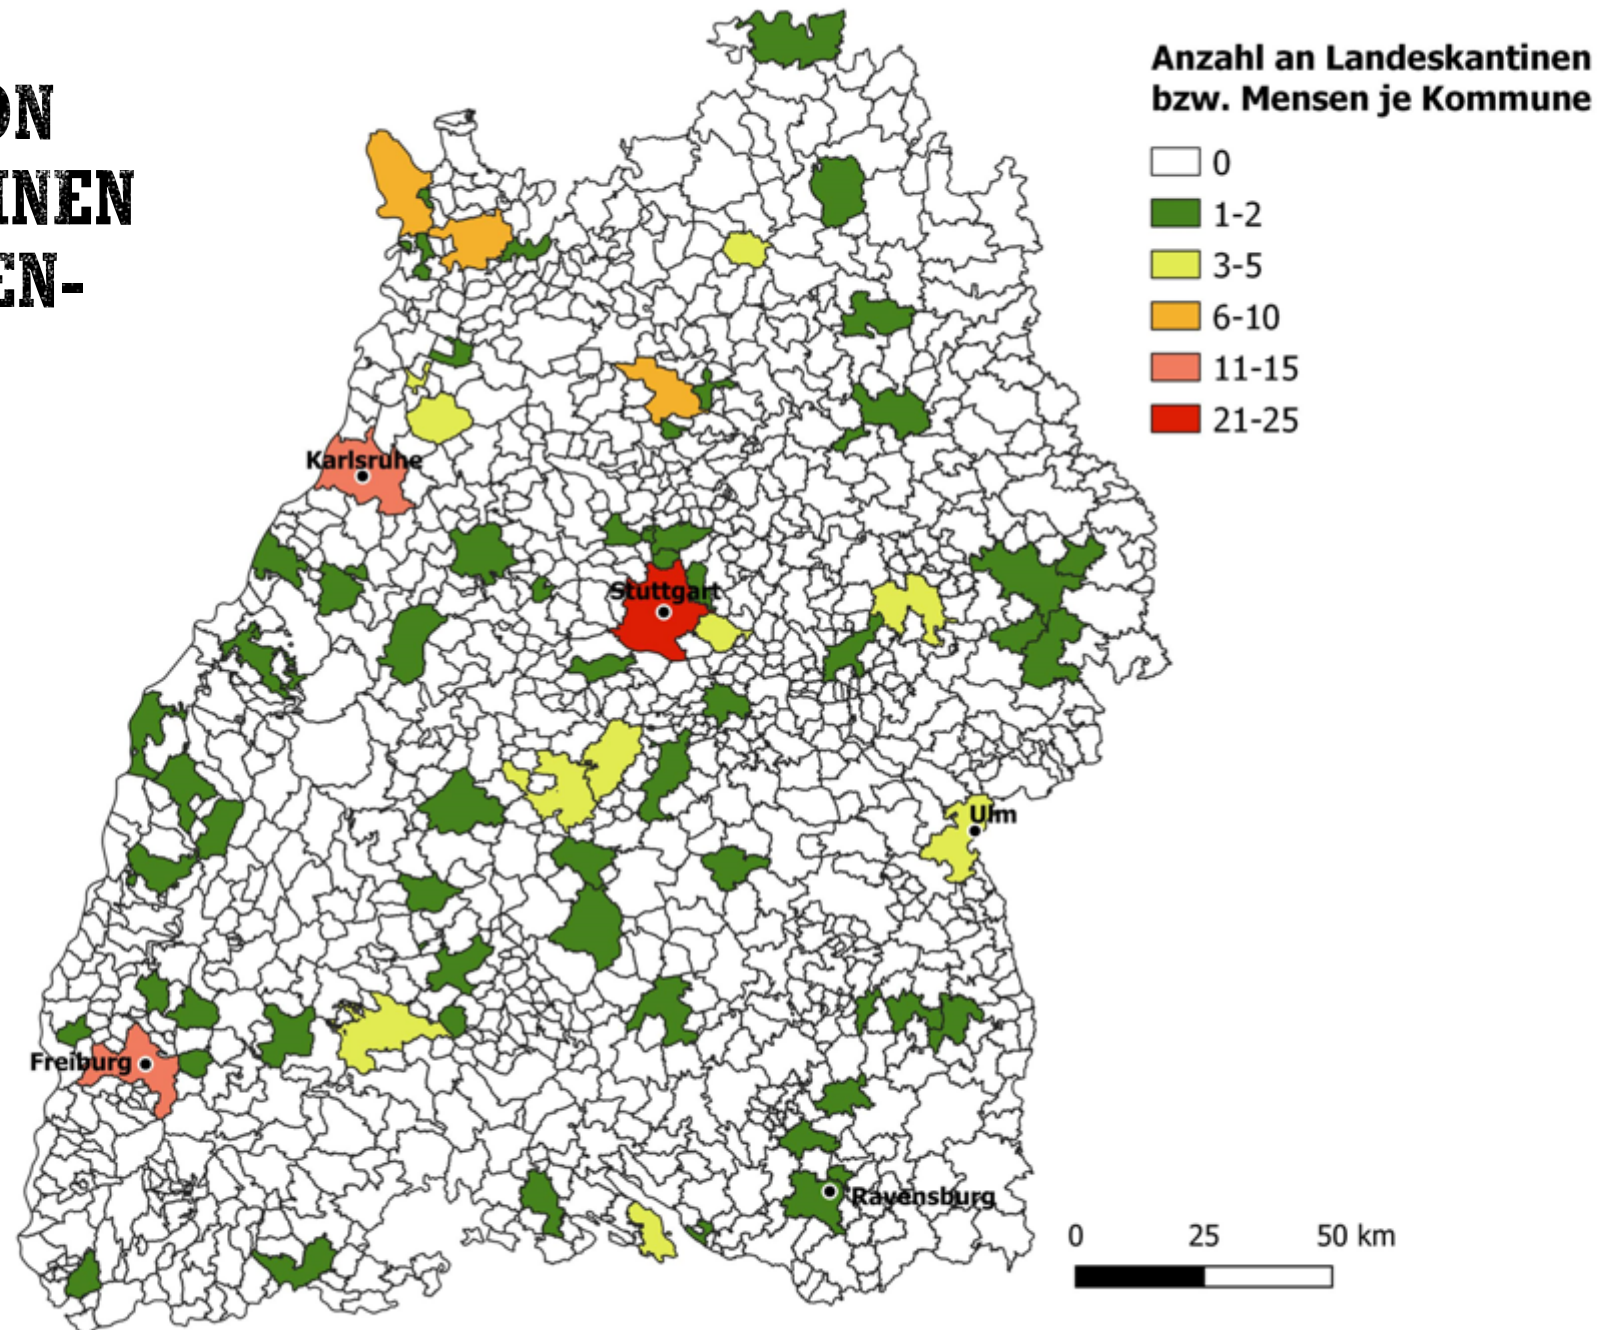 ON
INEN
EN-
Anzahl an Landeskantinen
bzw. Mensen je Kommune
0
1-2
3-5
6-10
11-15
21-25
Karlsruhe
Stuttgart
Ulm
Freiburg
Ravensburg
0 25 50 km